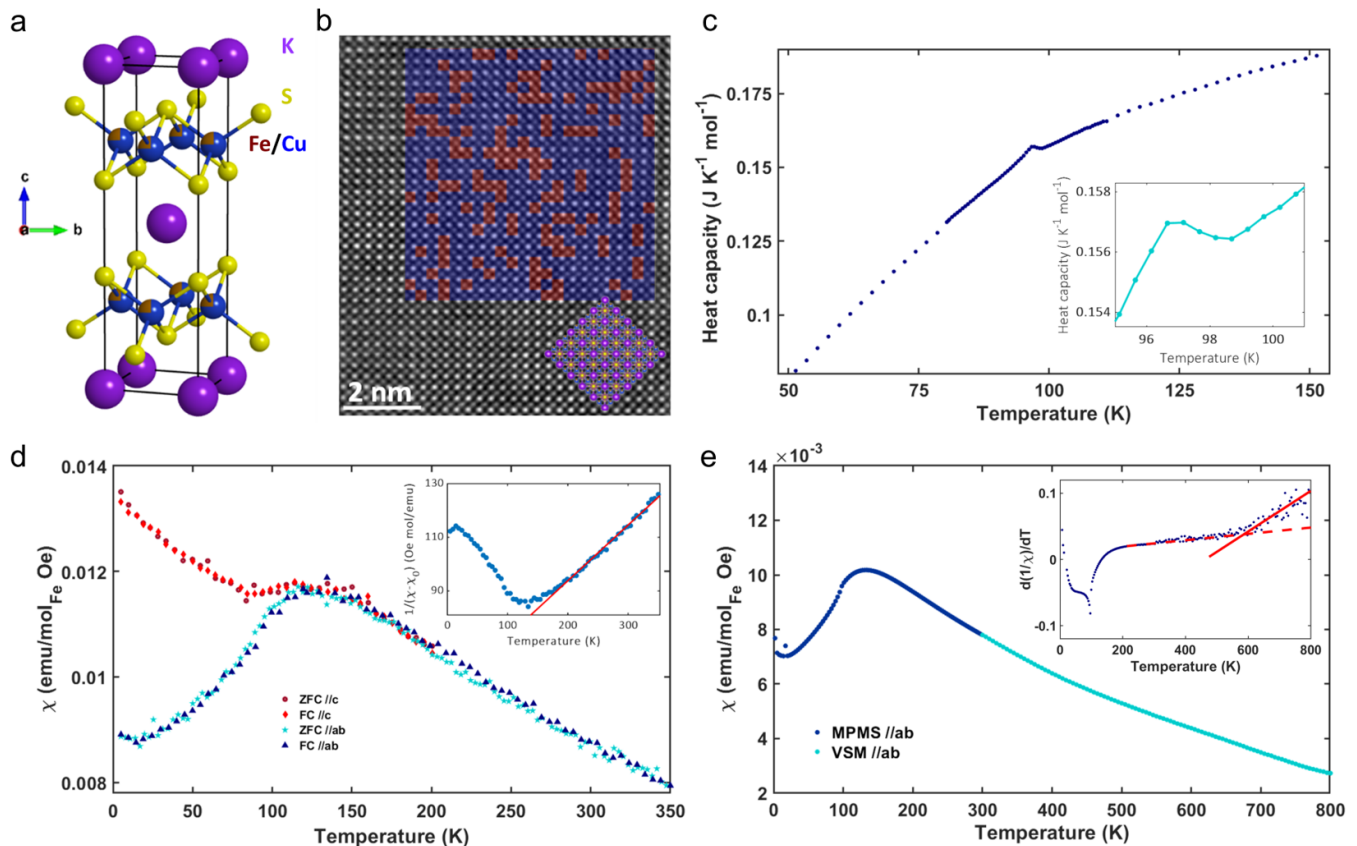 a
K
S
Fe/Cu
c
a
b
b
2 nm
c
Heat capacity (J K⁻¹ mol⁻¹)
0.175
0.15
0.125
0.1
50
75
100
125
150
Temperature (K)
Heat capacity (J K⁻¹ mol⁻¹)
0.158
0.156
0.154
96
98
100
Temperature (K)
d
χ (emu/mol_Fe Oe)
0.014
0.012
0.01
0.008
0
50
100
150
200
250
300
350
Temperature (K)
ZFC //c
FC //c
ZFC //ab
FC //ab
1/(χ-χ₀) (Oe mol/emu)
130
110
90
0
100
200
300
Temperature (K)
e
χ (emu/mol_Fe Oe)
×10⁻³
14
12
10
8
6
4
2
0
100
200
300
400
500
600
700
800
Temperature (K)
MPMS //ab
VSM //ab
d(1/χ)/dT
0.1
0
-0.1
0
200
400
600
800
Temperature (K)